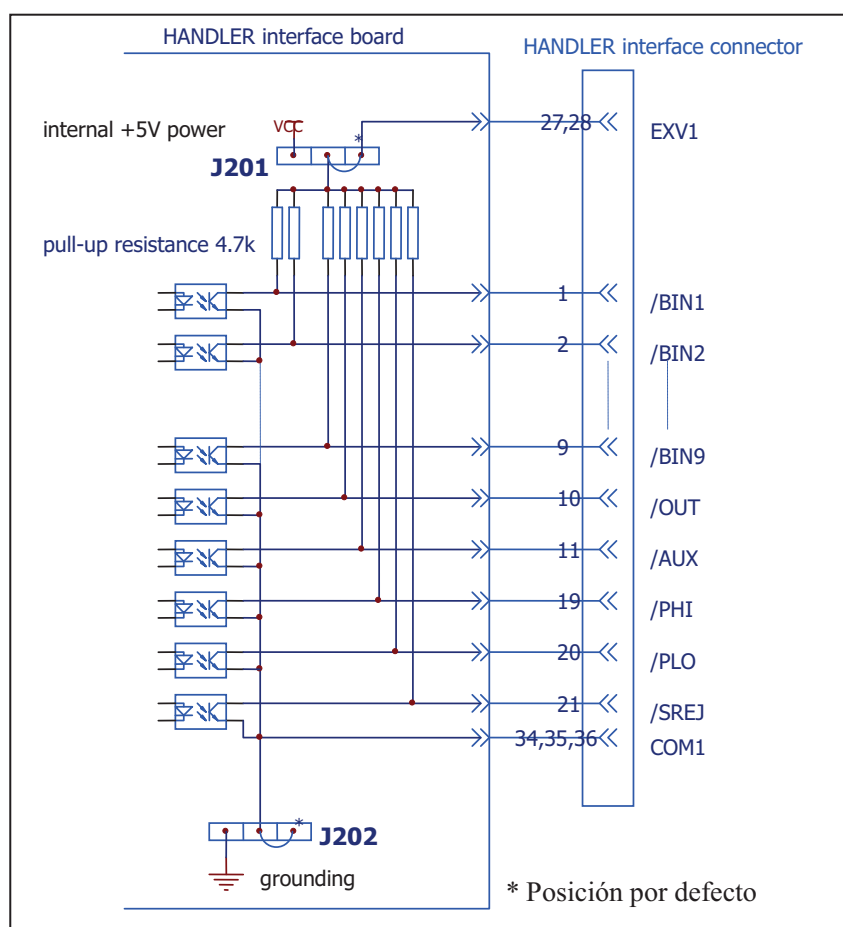 HANDLER interface board
HANDLER interface connector
internal +5V power
VCC
*
27,28
EXV1
J201
pull-up resistance 4.7k
1
/BIN1
2
/BIN2
9
/BIN9
10
/OUT
11
/AUX
19
/PHI
20
/PLO
21
/SREJ
34,35,36
COM1
*
J202
grounding
* Posición por defecto